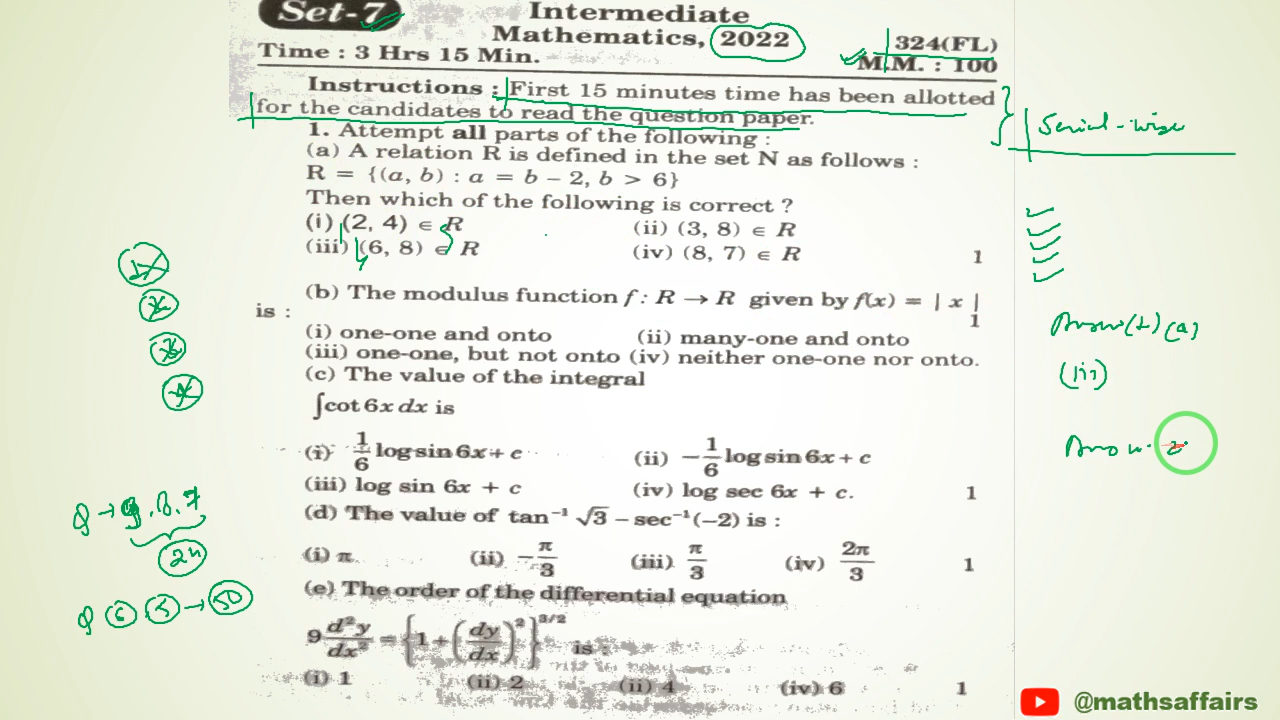 Set-7
Intermediate
Mathematics, 2022
324(FL)
Time : 3 Hrs 15 Min.
M.M. : 100
Instructions : First 15 minutes time has been allotted
for the candidates to read the question paper.
Serial-wise
1. Attempt all parts of the following :
(a) A relation R is defined in the set N as follows :
R = {(a, b) : a = b − 2, b > 6}
Then which of the following is correct ?
(i) (2, 4) ∈ R (ii) (3, 8) ∈ R
(iii) (6, 8) ∈ R (iv) (8, 7) ∈ R 1
(b) The modulus function f : R → R given by f(x) = | x |
is : 1
(i) one-one and onto (ii) many-one and onto
(iii) one-one, but not onto (iv) neither one-one nor onto.
(c) The value of the integral
∫cot 6x dx is
(i) 1/6 log sin 6x + c (ii) −1/6 log sin 6x + c
(iii) log sin 6x + c (iv) log sec 6x + c. 1
(d) The value of tan⁻¹ √3 − sec⁻¹(−2) is :
(i) π (ii) −π/3 (iii) π/3 (iv) 2π/3 1
(e) The order of the differential equation
9 d²y/dx² = {1 + (dy/dx)²}^3/2 is :
(i) 1 (ii) 2 (ii) 4 (iv) 6 1
(iii)
@mathsaffairs